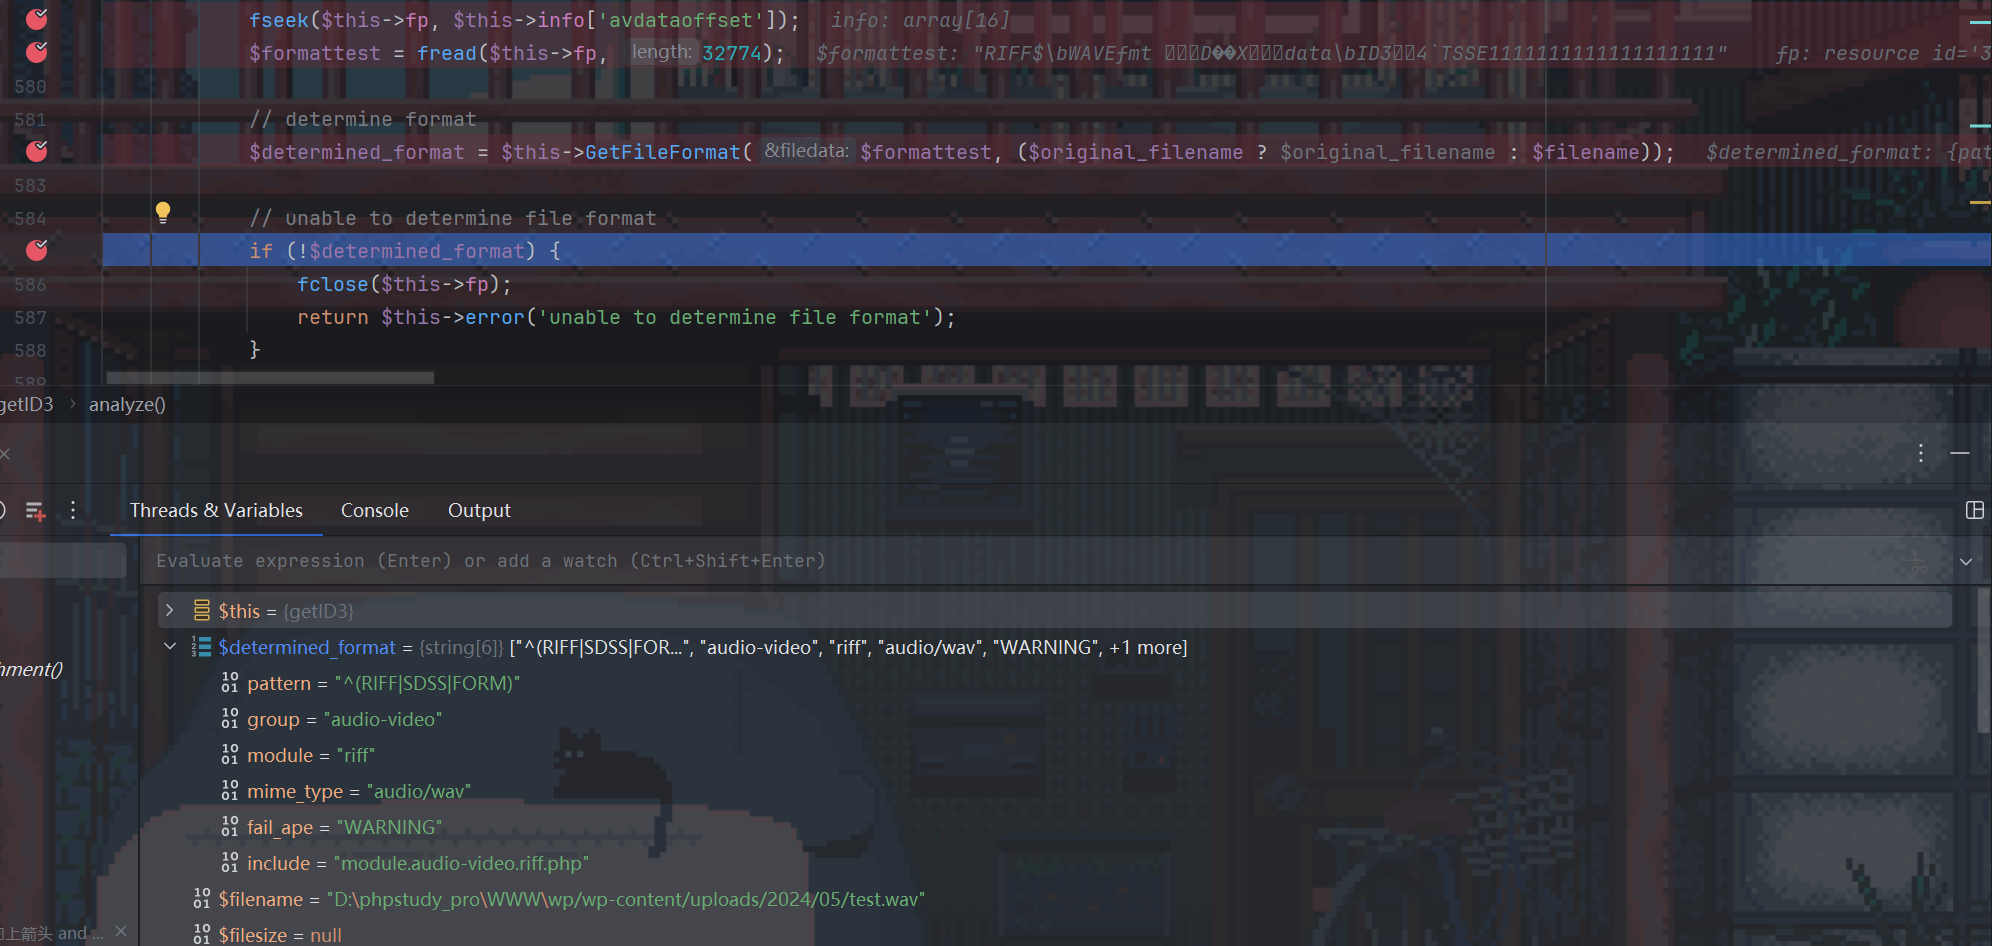 fseek($this->fp, $this->info['avdataoffset']); info: array[16]
$formattest = fread($this->fp, length: 32774); $formattest: "RIFF$\bWAVEfmt D��X data\bID3 4`TSSE1111111111111111111" fp: resource id='3
580
581 // determine format
$determined_format = $this->GetFileFormat( &filedata: $formattest, ($original_filename ? $original_filename : $filename)); $determined_format: {pat
583
584 // unable to determine file format
if (!$determined_format) {
586 fclose($this->fp);
587 return $this->error('unable to determine file format');
588 }
589
getID3 › analyze()
Threads & Variables Console Output
Evaluate expression (Enter) or add a watch (Ctrl+Shift+Enter)
$this = {getID3}
$determined_format = {string[6]} ["^(RIFF|SDSS|FOR...", "audio-video", "riff", "audio/wav", "WARNING", +1 more]
hment()
pattern = "^(RIFF|SDSS|FORM)"
group = "audio-video"
module = "riff"
mime_type = "audio/wav"
fail_ape = "WARNING"
include = "module.audio-video.riff.php"
$filename = "D:\phpstudy_pro\WWW\wp/wp-content/uploads/2024/05/test.wav"
上箭头 and ...
$filesize = null